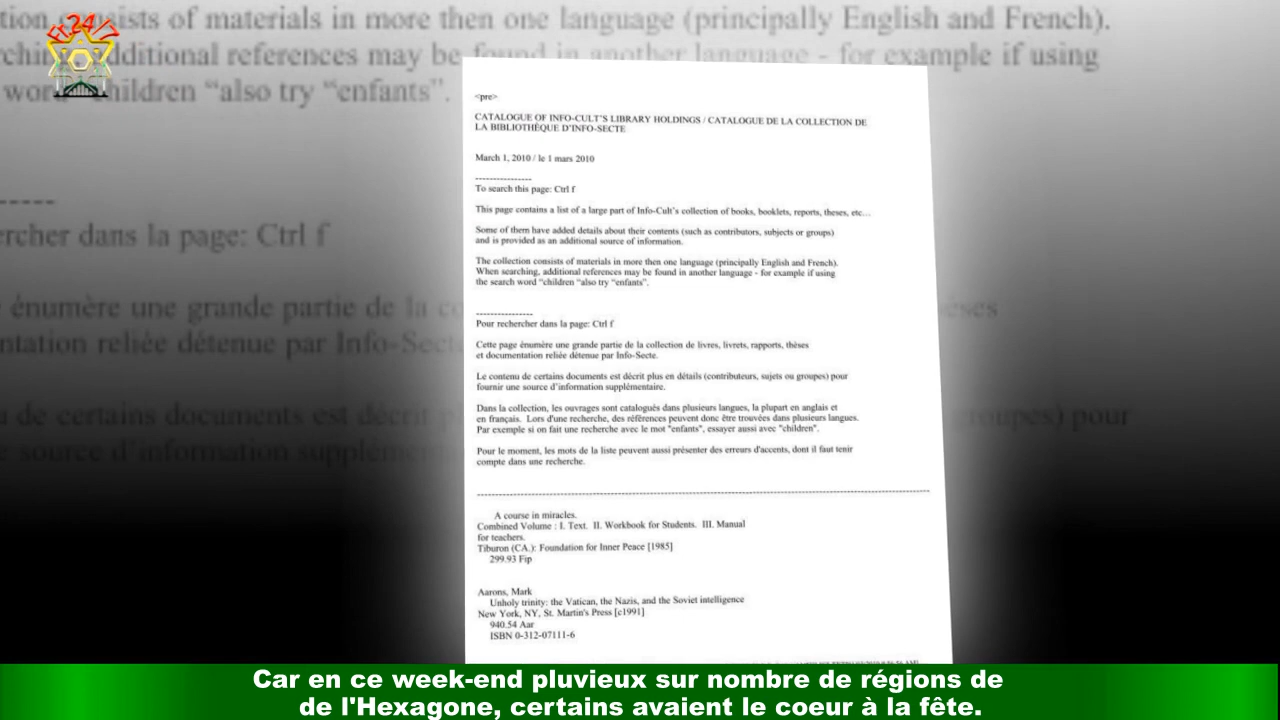 tion consists of materials in more then one language (principally English and French).
additional references may be found in another language - for example if using
word children “also try “enfants”.
-----
rcher dans la page: Ctrl f
énumère une grande partie de la
ntation reliée détenue par Info-Secte
de certains documents est décrit
groupes) pour
source d’information
Fr.24/7
<pre>
CATALOGUE OF INFO-CULT'S LIBRARY HOLDINGS / CATALOGUE DE LA COLLECTION DE
LA BIBLIOTHÈQUE D'INFO-SECTE
March 1, 2010 / le 1 mars 2010
----------------
To search this page: Ctrl f
This page contains a list of a large part of Info-Cult's collection of books, booklets, reports, theses, etc...
Some of them have added details about their contents (such as contributors, subjects or groups)
and is provided as an additional source of information.
The collection consists of materials in more then one language (principally English and French).
When searching, additional references may be found in another language - for example if using
the search word “children “also try “enfants”.
----------------
Pour rechercher dans la page: Ctrl f
Cette page énumère une grande partie de la collection de livres, livrets, rapports, thèses
et documentation reliée détenue par Info-Secte.
Le contenu de certains documents est décrit plus en détails (contributeurs, sujets ou groupes) pour
fournir une source d’information supplémentaire.
Dans la collection, les ouvrages sont catalogués dans plusieurs langues, la plupart en anglais et
en français. Lors d'une recherche, des références peuvent donc être trouvées dans plusieurs langues.
Par exemple si on fait une recherche avec le mot "enfants", essayer aussi avec "children".
Pour le moment, les mots de la liste peuvent aussi présenter des erreurs d'accents, dont il faut tenir
compte dans une recherche.
--------------------------------
A course in miracles.
Combined Volume : I. Text. II. Workbook for Students. III. Manual
for teachers.
Tiburon (CA.): Foundation for Inner Peace [1985]
299.93 Fip
Aarons, Mark
Unholy trinity: the Vatican, the Nazis, and the Soviet intelligence
New York, NY, St. Martin's Press [c1991]
940.54 Aar
ISBN 0-312-07111-6
Car en ce week-end pluvieux sur nombre de régions de
de l'Hexagone, certains avaient le coeur à la fête.